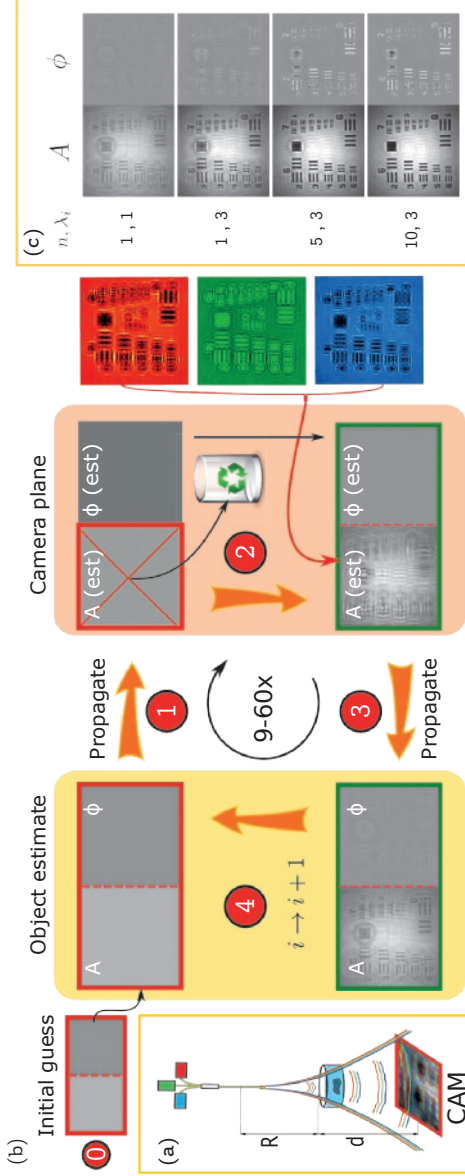 (b)
Initial guess
0
Object estimate
A
ϕ
4
i → i + 1
A
ϕ
Propagate
1
9-60x
3
Propagate
Camera plane
A (est)
ϕ (est)
2
A (est)
ϕ (est)
(a)
R
d
CAM
(c)
n, λᵢ
A
ϕ
1 , 1
1 , 3
5 , 3
10, 3